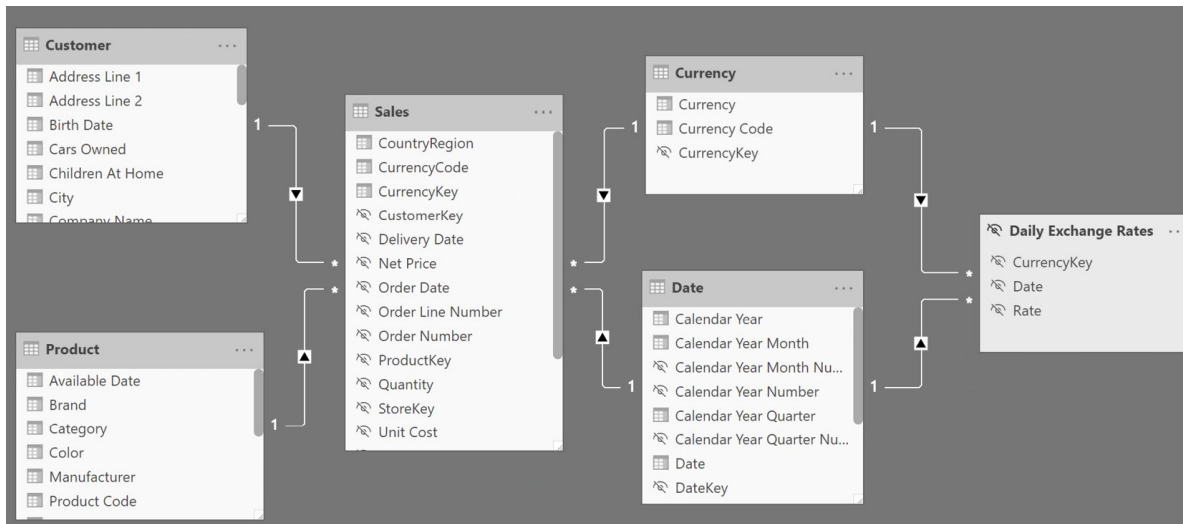 Customer
Address Line 1
Address Line 2
Birth Date
Cars Owned
Children At Home
City
Company Name
1
*
Product
Available Date
Brand
Category
Color
Manufacturer
Product Code
1
*
Sales
CountryRegion
CurrencyCode
CurrencyKey
CustomerKey
Delivery Date
Net Price
Order Date
Order Line Number
Order Number
ProductKey
Quantity
StoreKey
Unit Cost
*
1
*
1
Currency
Currency
Currency Code
CurrencyKey
1
*
Date
Calendar Year
Calendar Year Month
Calendar Year Month Nu...
Calendar Year Number
Calendar Year Quarter
Calendar Year Quarter Nu...
Date
DateKey
1
*
Daily Exchange Rates
CurrencyKey
Date
Rate